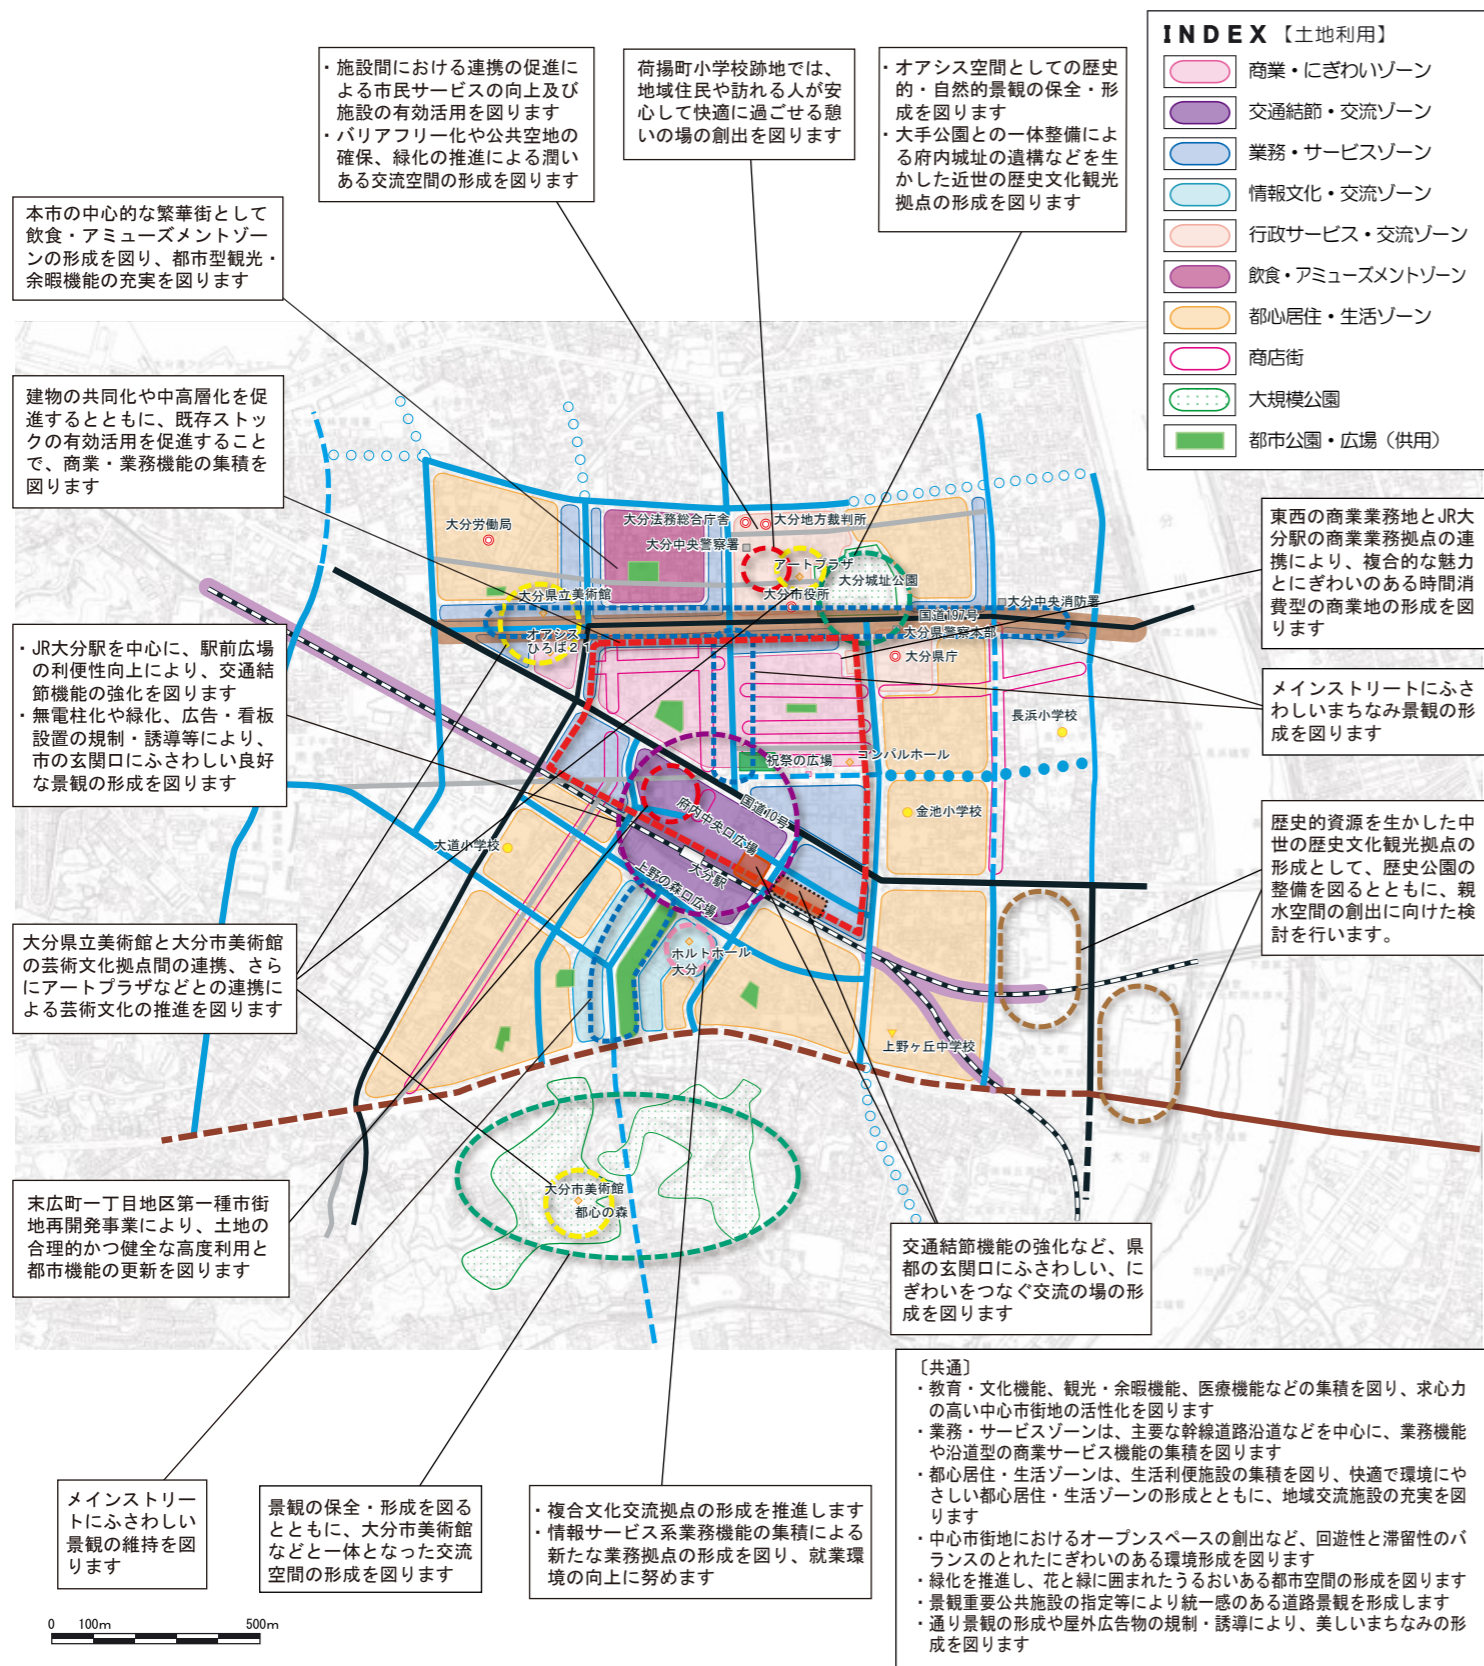 INDEX【土地利用】
商業・にぎわいゾーン
交通結節・交流ゾーン
業務・サービスゾーン
情報文化・交流ゾーン
行政サービス・交流ゾーン
飲食・アミューズメントゾーン
都心居住・生活ゾーン
商店街
大規模公園
都市公園・広場（供用）
・施設間における連携の促進に
よる市民サービスの向上及び
施設の有効活用を図ります
・バリアフリー化や公共空地の
確保、緑化の推進による潤い
ある交流空間の形成を図ります
荷揚町小学校跡地では、
地域住民や訪れる人が安
心して快適に過ごせる憩
いの場の創出を図ります
・オアシス空間としての歴史
的・自然的景観の保全・形
成を図ります
・大手公園との一体整備によ
る府内城址の遺構などを生
かした近世の歴史文化観光
拠点の形成を図ります
本市の中心的な繁華街として
飲食・アミューズメントゾー
ンの形成を図り、都市型観光・
余暇機能の充実を図ります
建物の共同化や中高層化を促
進するとともに、既存ストッ
クの有効活用を促進すること
で、商業・業務機能の集積を
図ります
東西の商業業務地とJR大
分駅の商業業務拠点の連
携により、複合的な魅力
とにぎわいのある時間消
費型の商業地の形成を図
ります
・JR大分駅を中心に、駅前広場
の利便性向上により、交通結
節機能の強化を図ります
・無電柱化や緑化、広告・看板
設置の規制・誘導等により、
市の玄関口にふさわしい良好
な景観の形成を図ります
メインストリートにふさ
わしいまちなみ景観の形
成を図ります
歴史的資源を生かした中
世の歴史文化観光拠点の
形成として、歴史公園の
整備を図るとともに、親
水空間の創出に向けた検
討を行います。
大分県立美術館と大分市美術館
の芸術文化拠点間の連携、さら
にアートプラザなどとの連携に
よる芸術文化の推進を図ります
末広町一丁目地区第一種市街
地再開発事業により、土地の
合理的かつ健全な高度利用と
都市機能の更新を図ります
交通結節機能の強化など、県
都の玄関口にふさわしい、に
ぎわいをつなぐ交流の場の形
成を図ります
大分労働局
大分法務総合庁舎
大分地方裁判所
大分中央警察署
アートプラザ
大分城址公園
大分県立美術館
大分市役所
大分中央消防署
国道197号
オアシス
ひろば21
大分県警察本部
大分県庁
長浜小学校
祝祭の広場
コンパルホール
国道10号
府内中央口広場
金池小学校
大道小学校
大分駅
上野の森口広場
ホルトホール
大分
上野ヶ丘中学校
大分市美術館
都心の森
メインストリー
トにふさわしい
景観の維持を図
ります
景観の保全・形成を図る
とともに、大分市美術館
などと一体となった交流
空間の形成を図ります
・複合文化交流拠点の形成を推進します
・情報サービス系業務機能の集積による
新たな業務拠点の形成を図り、就業環
境の向上に努めます
〔共通〕
・教育・文化機能、観光・余暇機能、医療機能などの集積を図り、求心力
の高い中心市街地の活性化を図ります
・業務・サービスゾーンは、主要な幹線道路沿道などを中心に、業務機能
や沿道型の商業サービス機能の集積を図ります
・都心居住・生活ゾーンは、生活利便施設の集積を図り、快適で環境にや
さしい都心居住・生活ゾーンの形成とともに、地域交流施設の充実を図
ります
・中心市街地におけるオープンスペースの創出など、回遊性と滞留性のバ
ランスのとれたにぎわいのある環境形成を図ります
・緑化を推進し、花と緑に囲まれたうるおいある都市空間の形成を図ります
・景観重要公共施設の指定等により統一感のある道路景観を形成します
・通り景観の形成や屋外広告物の規制・誘導により、美しいまちなみの形
成を図ります
0 100m 500m